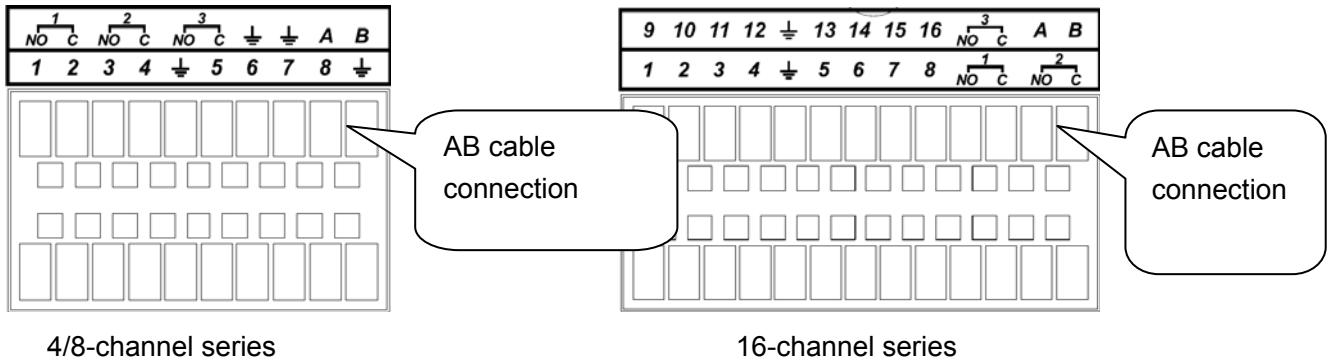 1 2 3
NO C NO C NO C ⏚ ⏚ A B
1 2 3 4 ⏚ 5 6 7 8 ⏚
AB cable
connection
4/8-channel series
3
9 10 11 12 ⏚ 13 14 15 16 NO C A B
1 2
1 2 3 4 ⏚ 5 6 7 8 NO C NO C
AB cable
connection
16-channel series